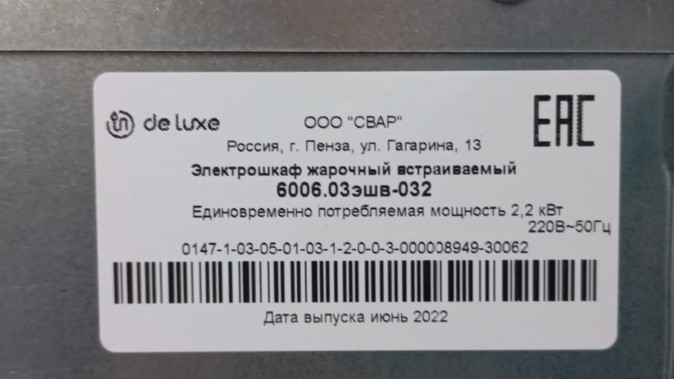 de luxe
ООО "СВАР"
EAC
Россия, г. Пенза, ул. Гагарина, 13
Электрошкаф жарочный встраиваемый
6006.03эшв-032
Единовременно потребляемая мощность 2,2 кВт
220В~50Гц
0147-1-03-05-01-03-1-2-0-0-3-000008949-30062
Дата выпуска июнь 2022